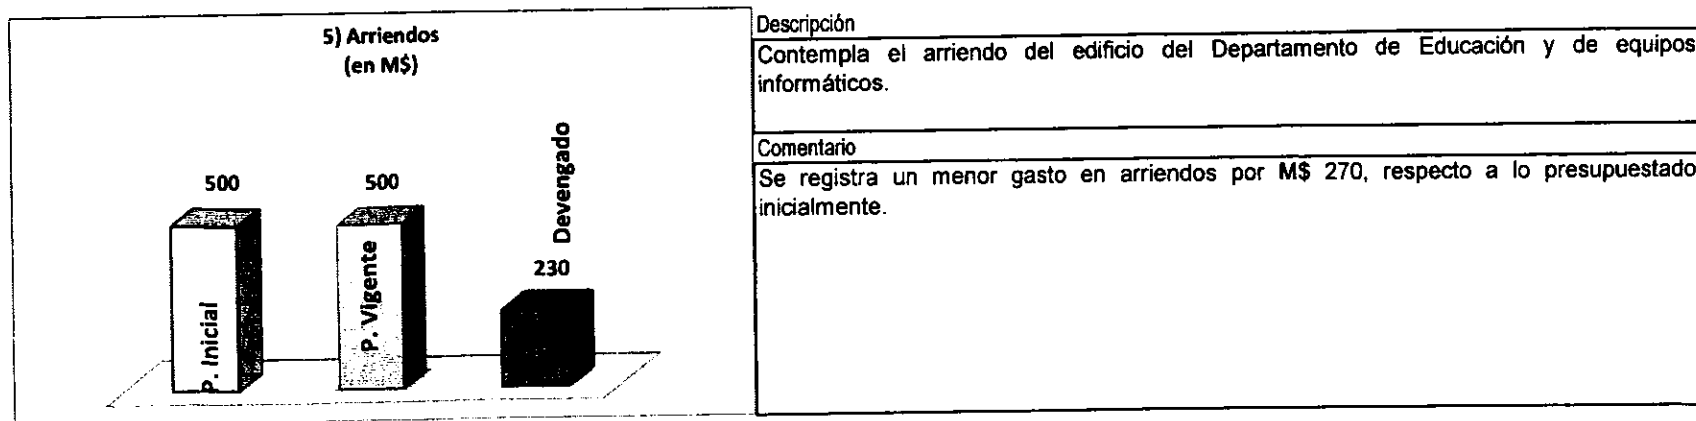 5) Arriendos
(en M$)
500
500
230
P. Inicial
P. Vigente
Devengado
Descripción
Contempla el arriendo del edificio del Departamento de Educación y de equipos
informáticos.
Comentario
Se registra un menor gasto en arriendos por M$ 270, respecto a lo presupuestado
inicialmente.